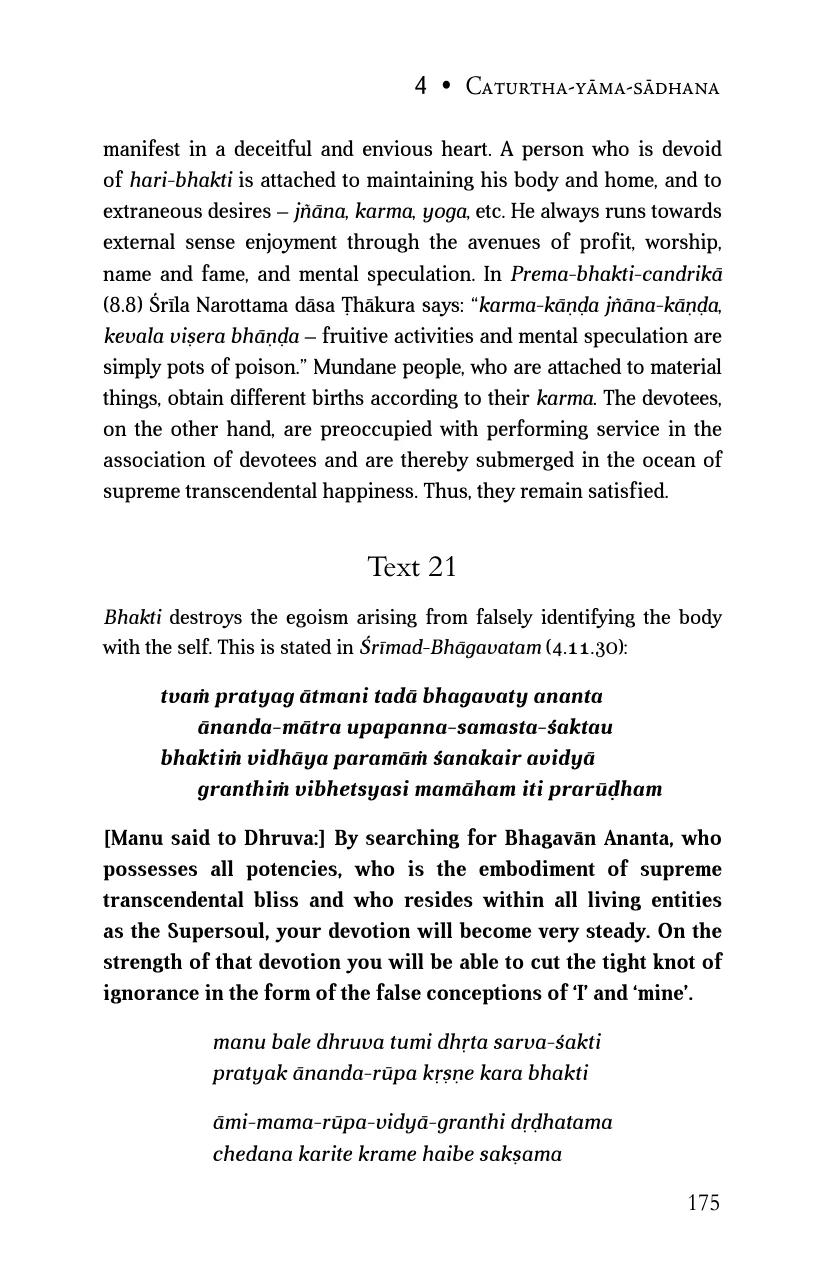 4 • Caturtha-yāma-sādhana
manifest in a deceitful and envious heart. A person who is devoid
of hari-bhakti is attached to maintaining his body and home, and to
extraneous desires – jñāna, karma, yoga, etc. He always runs towards
external sense enjoyment through the avenues of profit, worship,
name and fame, and mental speculation. In Prema-bhakti-candrikā
(8.8) Śrīla Narottama dāsa Ṭhākura says: “karma-kāṇḍa jñāna-kāṇḍa,
kevala viṣera bhāṇḍa – fruitive activities and mental speculation are
simply pots of poison.” Mundane people, who are attached to material
things, obtain different births according to their karma. The devotees,
on the other hand, are preoccupied with performing service in the
association of devotees and are thereby submerged in the ocean of
supreme transcendental happiness. Thus, they remain satisfied.
Text 21
Bhakti destroys the egoism arising from falsely identifying the body
with the self. This is stated in Śrīmad-Bhāgavatam (4.11.30):
tvaṁ pratyag ātmani tadā bhagavaty ananta
ānanda-mātra upapanna-samasta-śaktau
bhaktiṁ vidhāya paramāṁ śanakair avidyā
granthiṁ vibhetsyasi mamāham iti prarūḍham
[Manu said to Dhruva:] By searching for Bhagavān Ananta, who
possesses all potencies, who is the embodiment of supreme
transcendental bliss and who resides within all living entities
as the Supersoul, your devotion will become very steady. On the
strength of that devotion you will be able to cut the tight knot of
ignorance in the form of the false conceptions of ‘I’ and ‘mine’.
manu bale dhruva tumi dhṛta sarva-śakti
pratyak ānanda-rūpa kṛṣṇe kara bhakti
āmi-mama-rūpa-vidyā-granthi dṛḍhatama
chedana karite krame haibe sakṣama
175